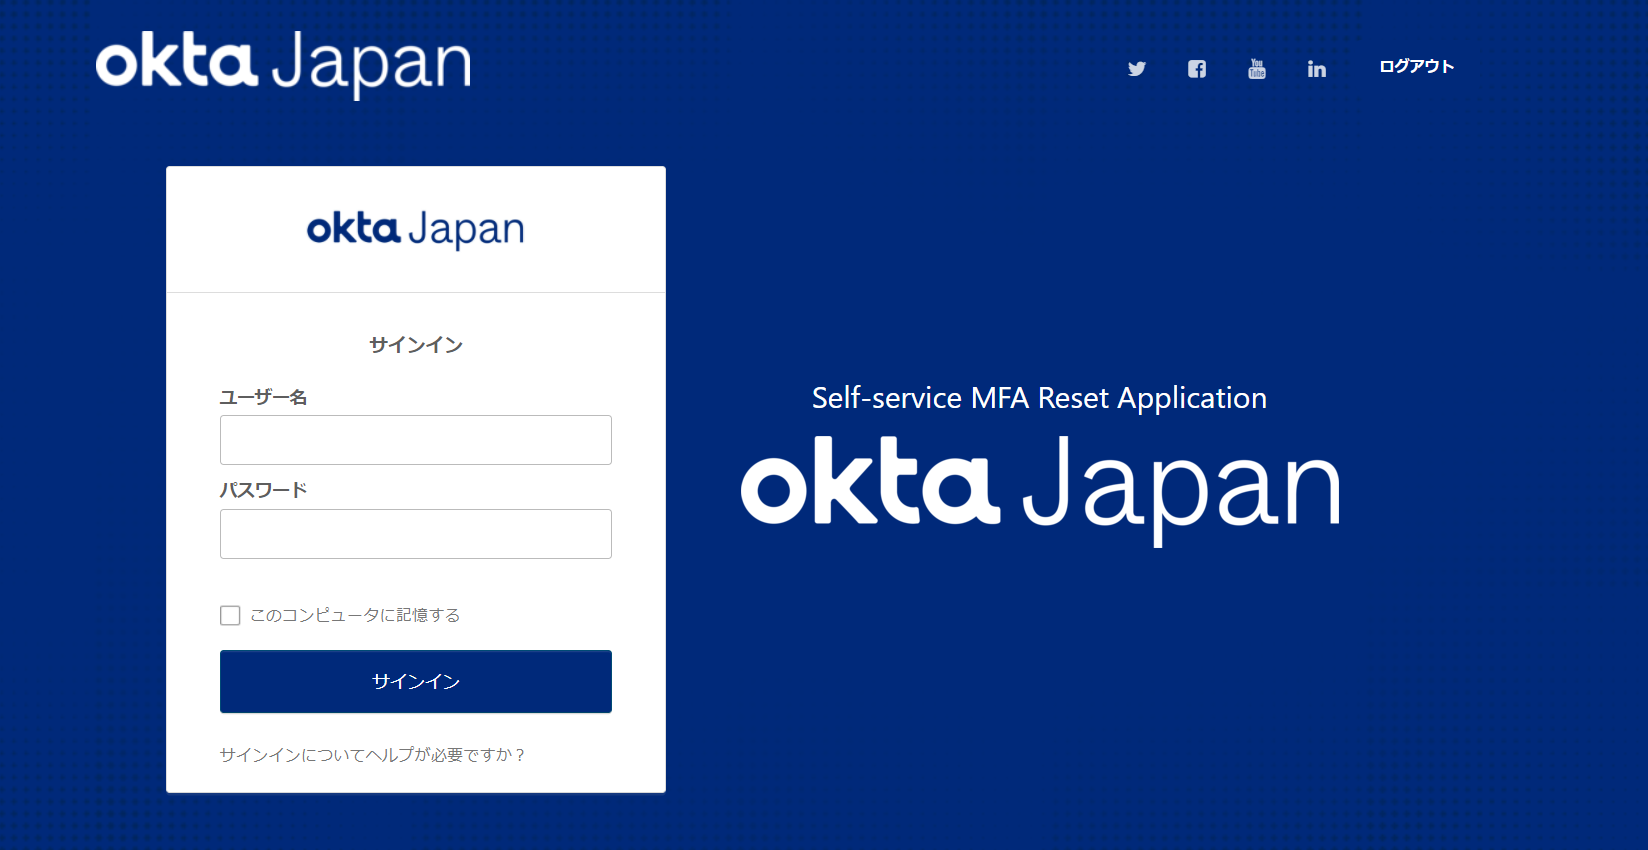 okta Japan
ログアウト
okta Japan
サインイン
ユーザー名
パスワード
このコンピュータに記憶する
サインイン
サインインについてヘルプが必要ですか？
Self-service MFA Reset Application
okta Japan